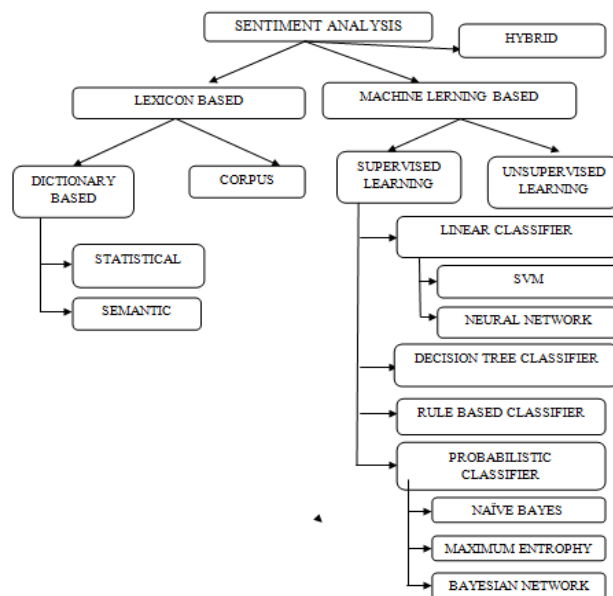 SENTIMENT ANALYSIS
HYBRID
LEXICON BASED
MACHINE LERNING BASED
DICTIONARY
BASED
CORPUS
SUPERVISED
LEARNING
UNSUPERVISED
LEARNING
STATISTICAL
SEMANTIC
LINEAR CLASSIFIER
SVM
NEURAL NETWORK
DECISION TREE CLASSIFIER
RULE BASED CLASSIFIER
PROBABILISTIC
CLASSIFIER
NAÏVE BAYES
MAXIMUM ENTROPY
BAYESIAN NETWORK